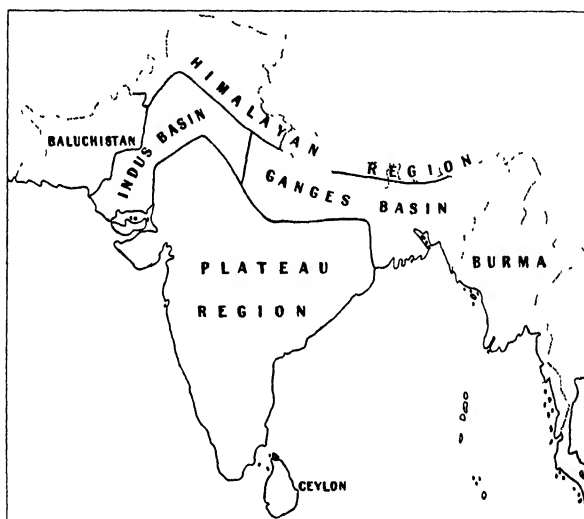 HIMALAYAN REGION
BALUCHISTAN
INDUS BASIN
GANGES BASIN
BURMA
PLATEAU
REGION
CEYLON